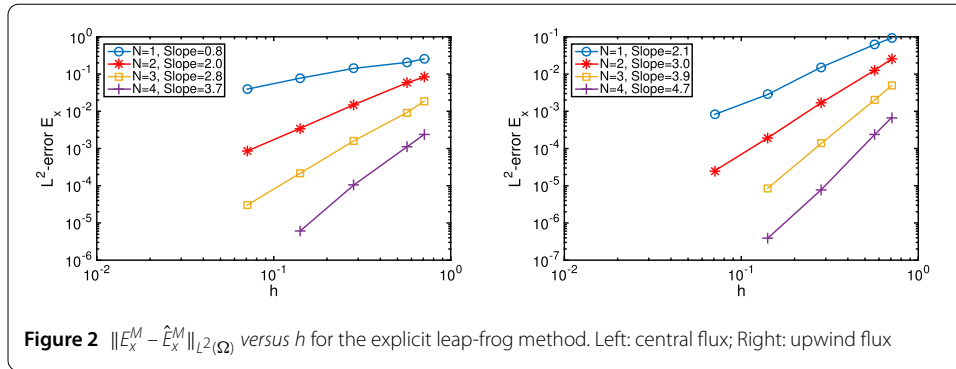 10^0
10^-1
10^-2
10^-3
10^-4
10^-5
10^-6
L^2-error E_x
N=1, Slope=0.8
N=2, Slope=2.0
N=3, Slope=2.8
N=4, Slope=3.7
10^-2
10^-1
10^0
h
10^-1
10^-2
10^-3
10^-4
10^-5
10^-6
10^-7
L^2-error E_x
N=1, Slope=2.1
N=2, Slope=3.0
N=3, Slope=3.9
N=4, Slope=4.7
10^-2
10^-1
10^0
h
Figure 2 ‖E_x^M – Ê_x^M‖_{L^2(Ω)} versus h for the explicit leap-frog method. Left: central flux; Right: upwind flux